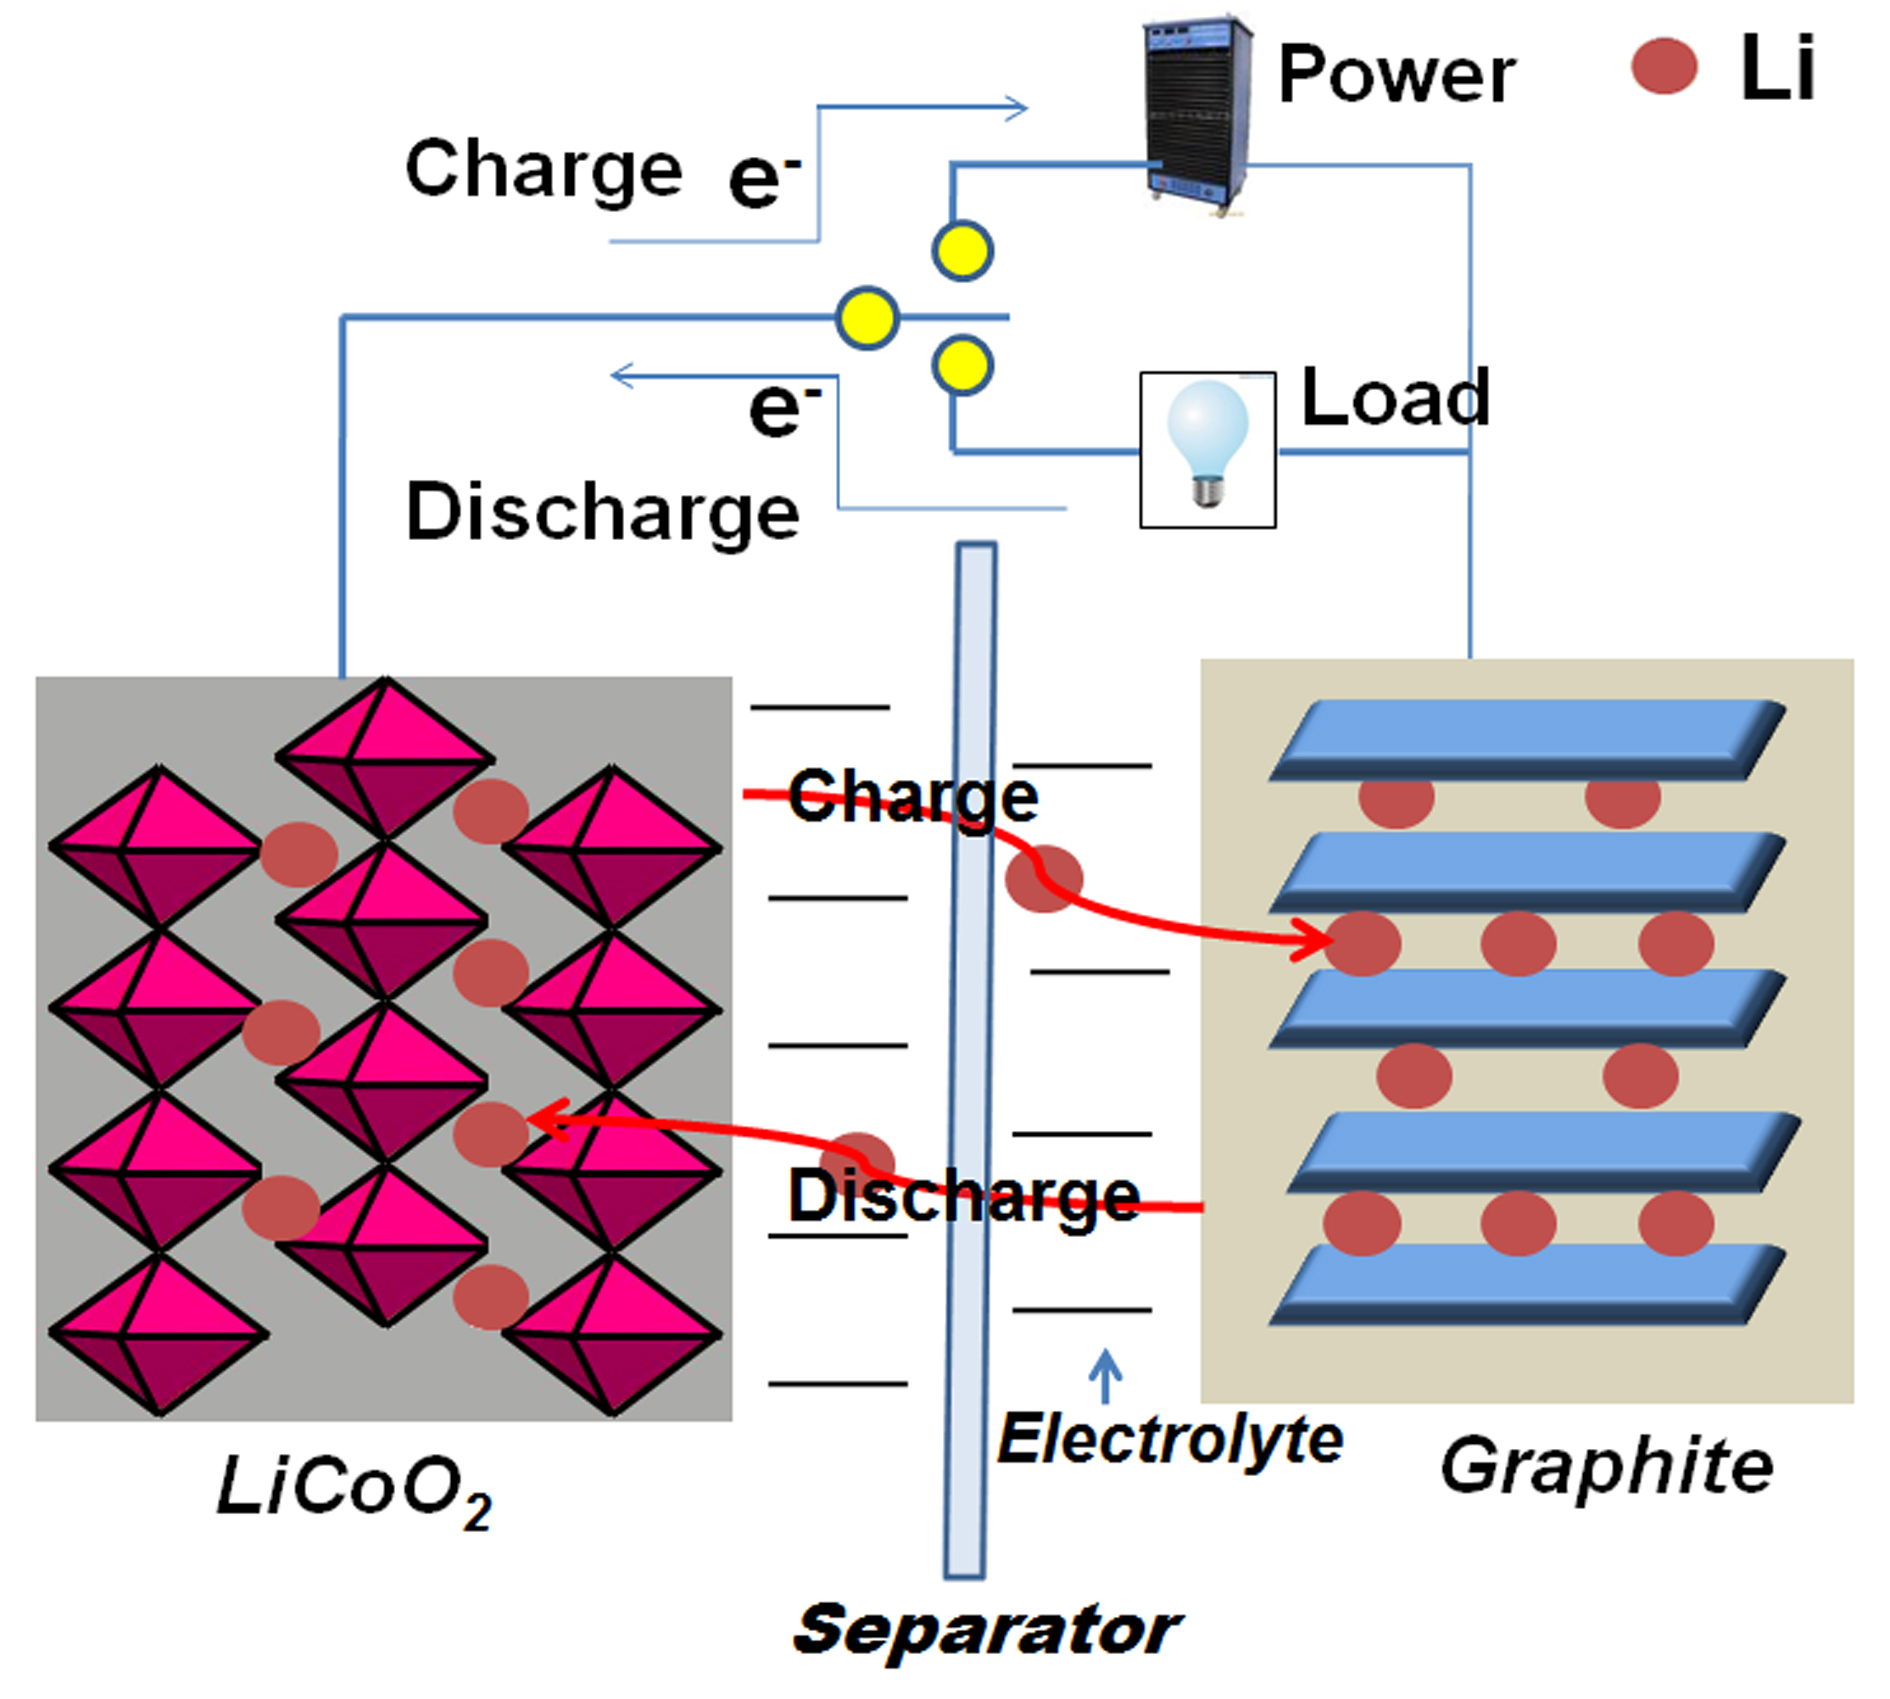 Power
Li
Charge e-
e-
Load
Discharge
Charge
Discharge
Electrolyte
LiCoO2
Graphite
Separator